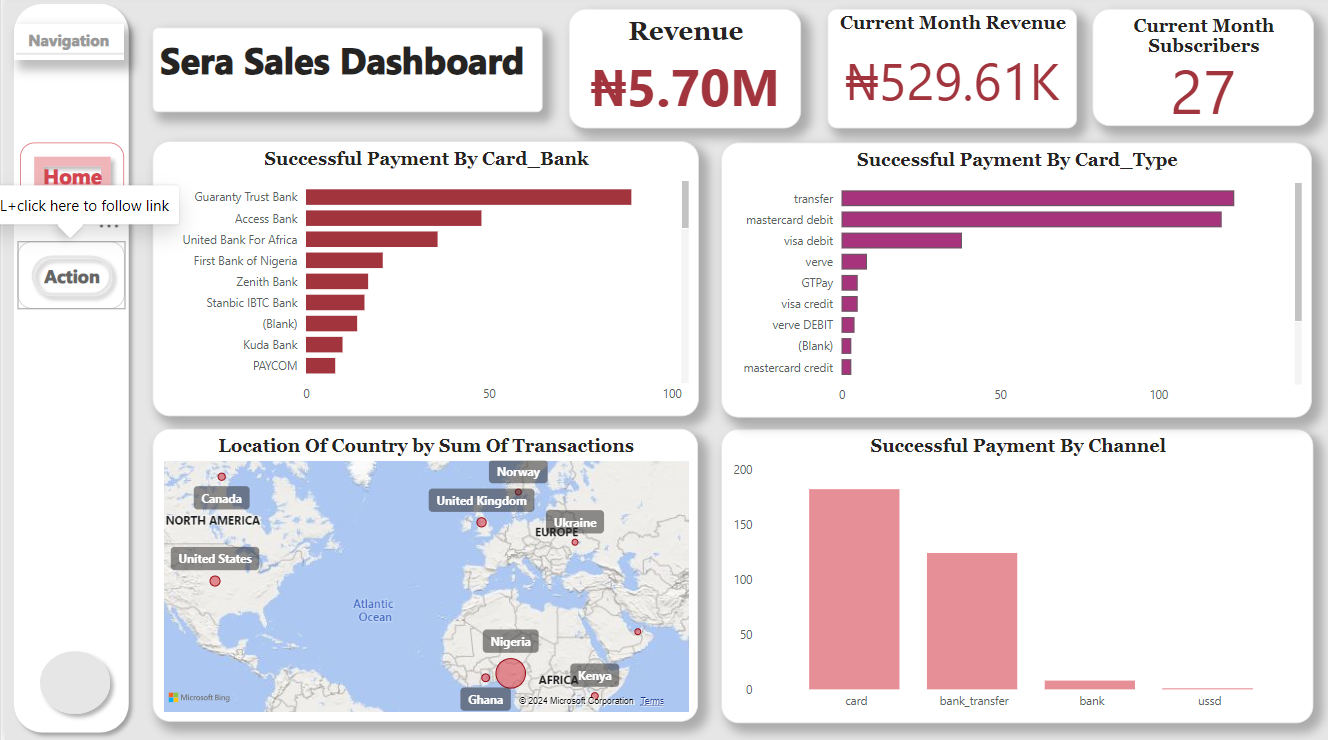 Navigation
Sera Sales Dashboard
Revenue
₦5.70M
Current Month Revenue
₦529.61K
Current Month
Subscribers
27
Home
L+click here to follow link
...
Action
Successful Payment By Card_Bank
Guaranty Trust Bank
Access Bank
United Bank For Africa
First Bank of Nigeria
Zenith Bank
Stanbic IBTC Bank
(Blank)
Kuda Bank
PAYCOM
0 50 100
Successful Payment By Card_Type
transfer
mastercard debit
visa debit
verve
GTPay
visa credit
verve DEBIT
(Blank)
mastercard credit
0 50 100
Location Of Country by Sum Of Transactions
Norway
Canada
United Kingdom
NORTH AMERICA
Ukraine
EUROPE
United States
Atlantic
Ocean
Nigeria
AFRICA
Kenya
Ghana
Microsoft Bing
© 2024 Microsoft Corporation Terms
Successful Payment By Channel
200
150
100
50
0
card bank_transfer bank ussd